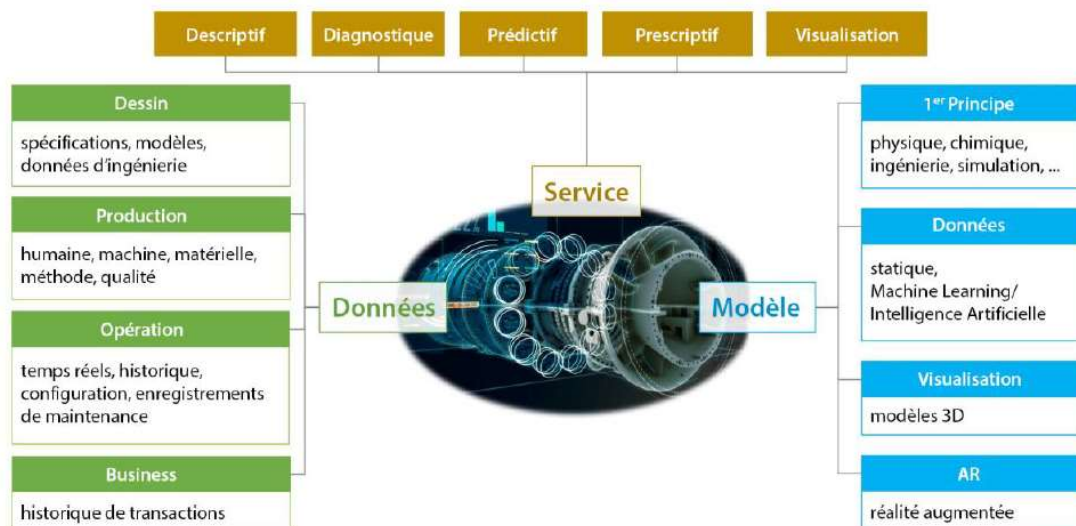 Descriptif
Diagnostique
Prédictif
Prescriptif
Visualisation
Service
Données
Dessin
spécifications, modèles,
données d'ingénierie
Production
humaine, machine, matérielle,
méthode, qualité
Opération
temps réels, historique,
configuration, enregistrements
de maintenance
Business
historique de transactions
Modèle
1er Principe
physique, chimique,
ingénierie, simulation, ...
Données
statique,
Machine Learning/
Intelligence Artificielle
Visualisation
modèles 3D
AR
réalité augmentée